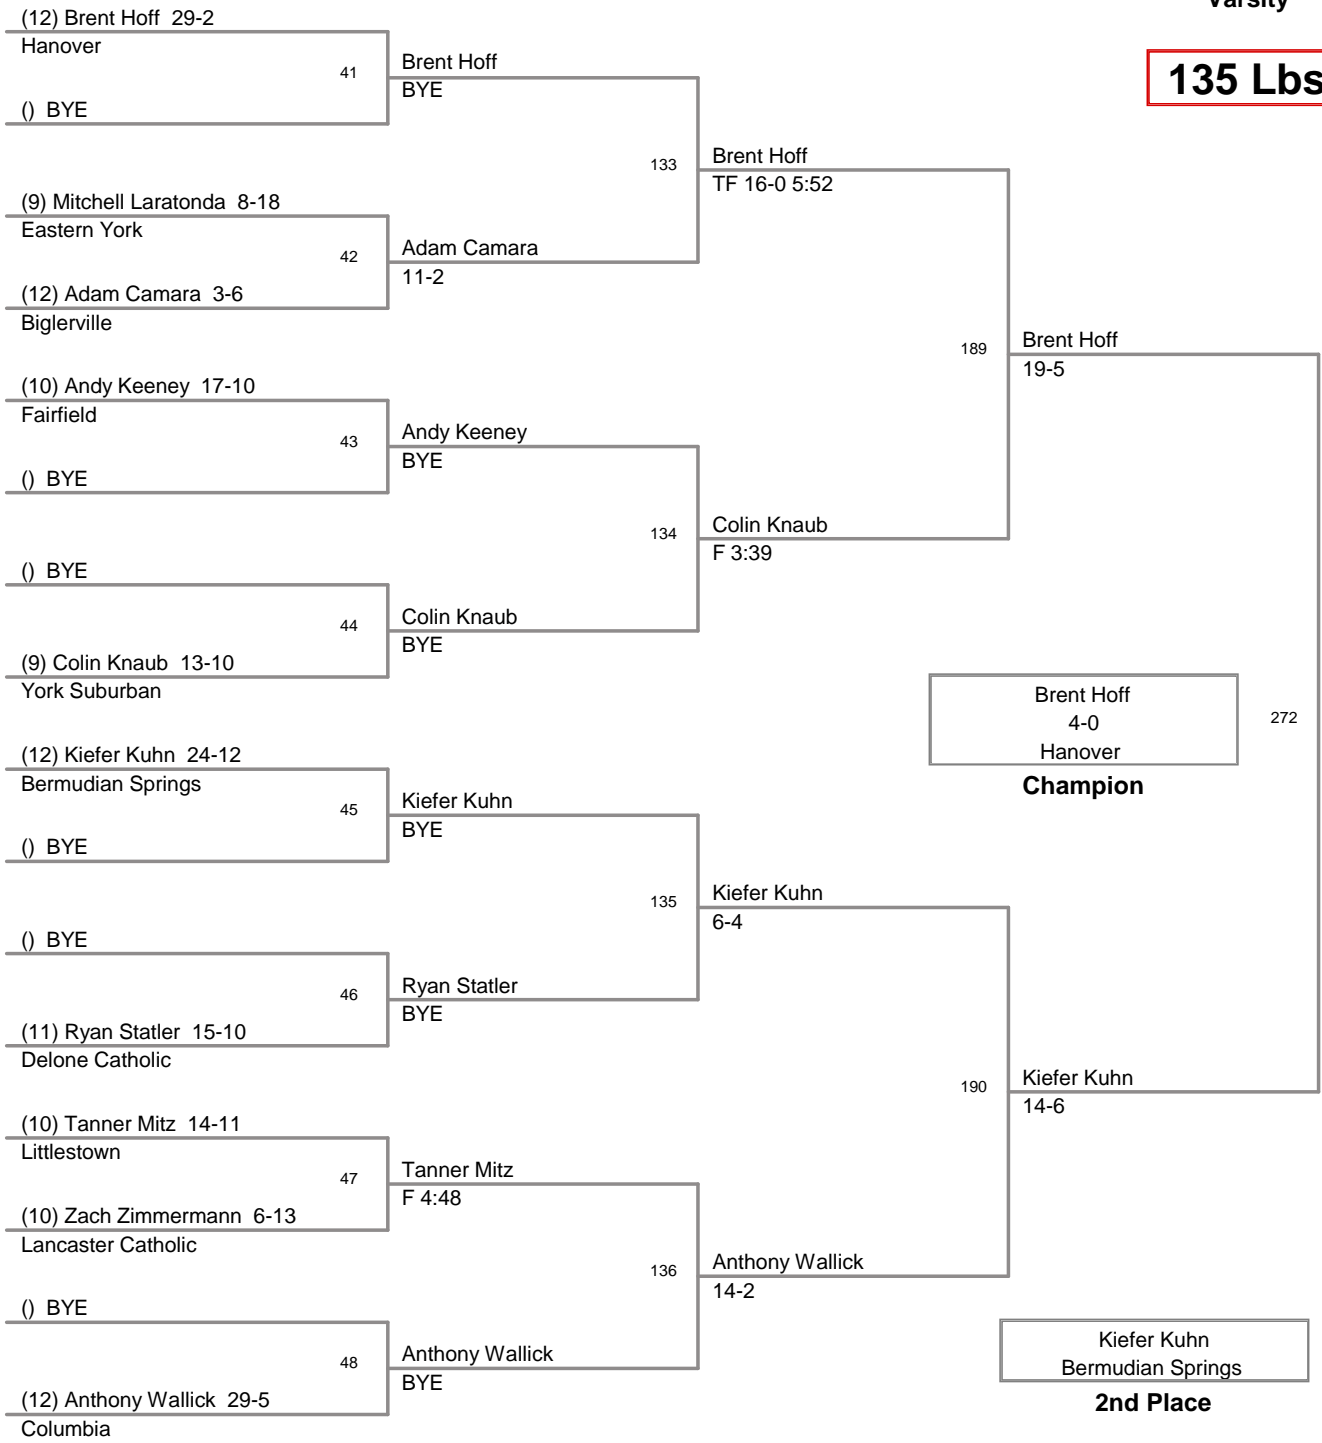 Varsity
135 Lbs
(12) Brent Hoff 29-2
Hanover
41
() BYE
Brent Hoff
BYE
133
(9) Mitchell Laratonda 8-18
Eastern York
42
(12) Adam Camara 3-6
Biglerville
Adam Camara
11-2
Brent Hoff
TF 16-0 5:52
189
(10) Andy Keeney 17-10
Fairfield
43
() BYE
Andy Keeney
BYE
134
() BYE
44
(9) Colin Knaub 13-10
York Suburban
Colin Knaub
BYE
Colin Knaub
F 3:39
Brent Hoff
19-5
272
Brent Hoff
4-0
Hanover
Champion
(12) Kiefer Kuhn 24-12
Bermudian Springs
45
() BYE
Kiefer Kuhn
BYE
135
() BYE
46
(11) Ryan Statler 15-10
Delone Catholic
Ryan Statler
BYE
Kiefer Kuhn
6-4
190
(10) Tanner Mitz 14-11
Littlestown
47
(10) Zach Zimmermann 6-13
Lancaster Catholic
Tanner Mitz
F 4:48
136
() BYE
48
(12) Anthony Wallick 29-5
Columbia
Anthony Wallick
BYE
Anthony Wallick
14-2
Kiefer Kuhn
14-6
Kiefer Kuhn
Bermudian Springs
2nd Place